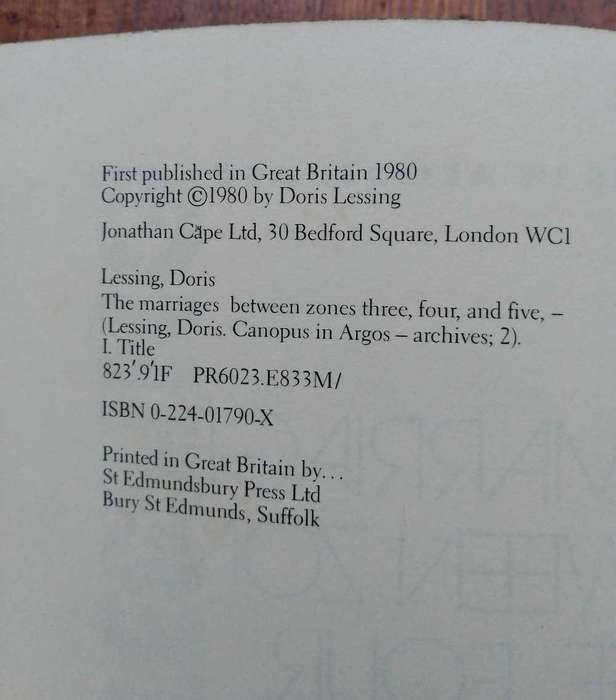 First published in Great Britain 1980
Copyright ©1980 by Doris Lessing
Jonathan Cape Ltd, 30 Bedford Square, London WC1
Lessing, Doris
The marriages between zones three, four, and five, –
(Lessing, Doris. Canopus in Argos – archives; 2).
I. Title
823'.9'1F PR6023.E833M/
ISBN 0-224-01790-X
Printed in Great Britain by...
St Edmundsbury Press Ltd
Bury St Edmunds, Suffolk